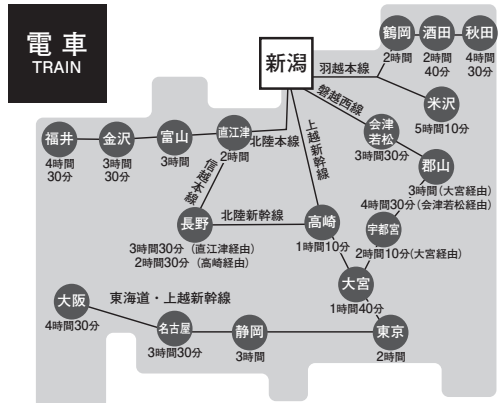 電車
TRAIN
新潟
羽越本線
鶴岡
2時間
酒田
2時間
40分
秋田
4時間
30分
米沢
5時間10分
磐越西線
会津
若松
3時間30分
郡山
3時間(大宮経由)
4時間30分(会津若松経由)
宇都宮
2時間10分(大宮経由)
上越新幹線
北陸本線
直江津
2時間
富山
3時間
金沢
3時間
30分
福井
4時間
30分
信越本線
長野
3時間30分(直江津経由)
2時間30分(高崎経由)
北陸新幹線
高崎
1時間10分
大宮
1時間40分
東海道・上越新幹線
大阪
4時間30分
名古屋
3時間30分
静岡
3時間
東京
2時間